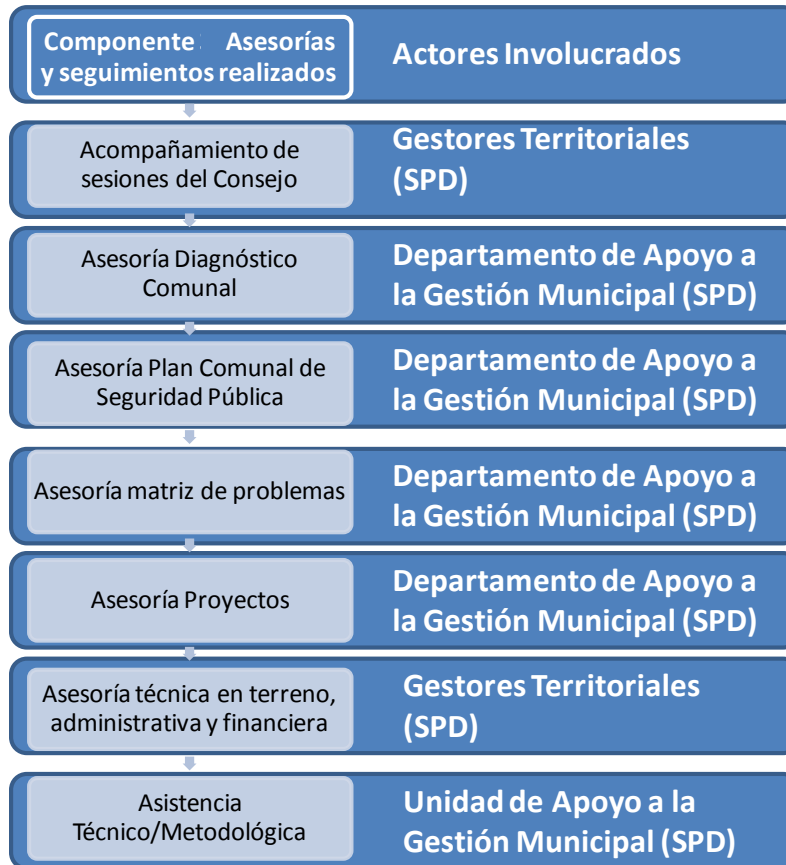 Componente : Asesorías
y seguimientos realizados
Actores Involucrados
Acompañamiento de
sesiones del Consejo
Gestores Territoriales
(SPD)
Asesoría Diagnóstico
Comunal
Departamento de Apoyo a
la Gestión Municipal (SPD)
Asesoría Plan Comunal de
Seguridad Pública
Departamento de Apoyo a
la Gestión Municipal (SPD)
Asesoría matriz de problemas
Departamento de Apoyo a
la Gestión Municipal (SPD)
Asesoría Proyectos
Departamento de Apoyo a
la Gestión Municipal (SPD)
Asesoría técnica en terreno,
administrativa y financiera
Gestores Territoriales
(SPD)
Asistencia
Técnico/Metodológica
Unidad de Apoyo a la
Gestión Municipal (SPD)